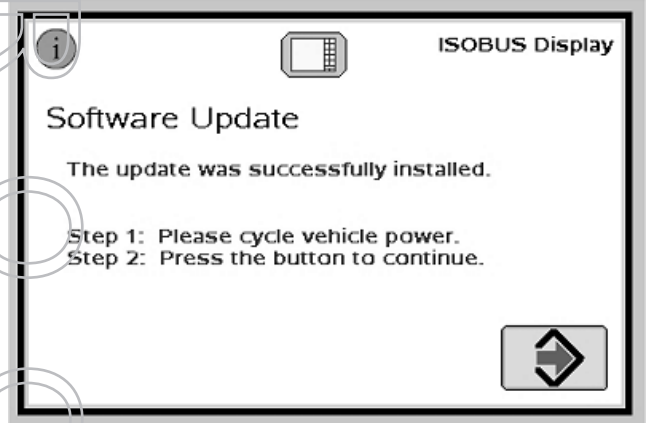 i
ISOBUS Display
Software Update
The update was successfully installed.
Step 1: Please cycle vehicle power.
Step 2: Press the button to continue.